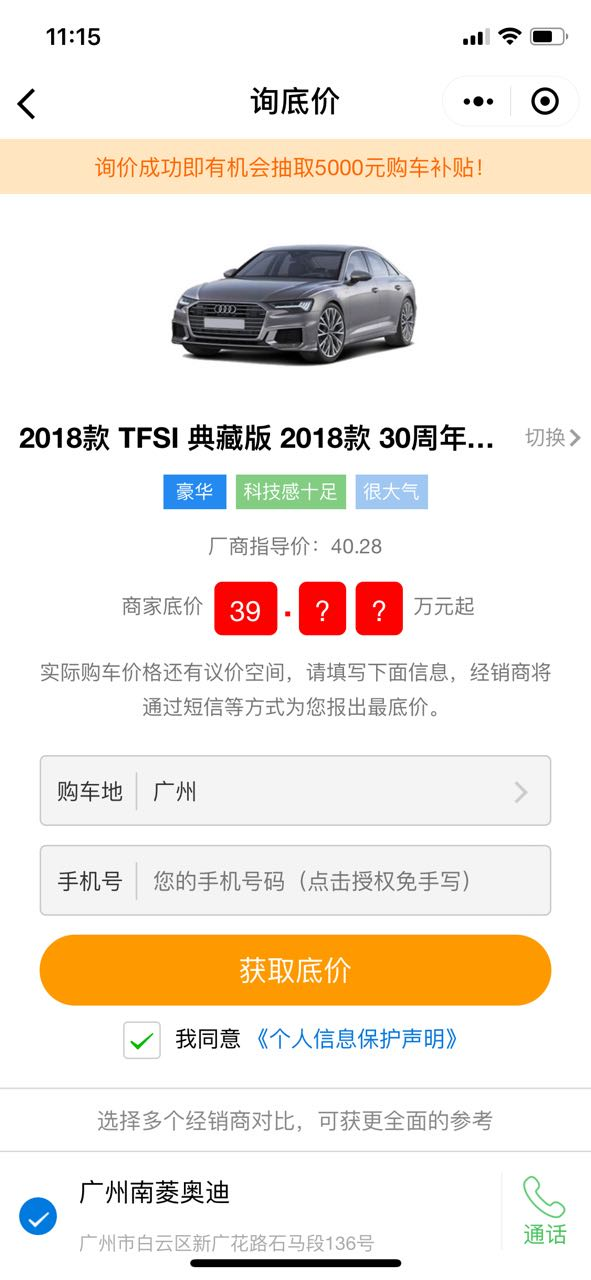 11:15
询底价
询价成功即有机会抽取5000元购车补贴！
2018款 TFSI 典藏版 2018款 30周年...
切换
豪华 科技感十足 很大气
厂商指导价：40.28
商家底价 39 . ? ? 万元起
实际购车价格还有议价空间，请填写下面信息，经销商将
通过短信等方式为您报出最底价。
购车地 广州
手机号 您的手机号码（点击授权免手写）
获取底价
我同意 《个人信息保护声明》
选择多个经销商对比，可获更全面的参考
广州南菱奥迪
广州市白云区新广花路石马段136号
通话